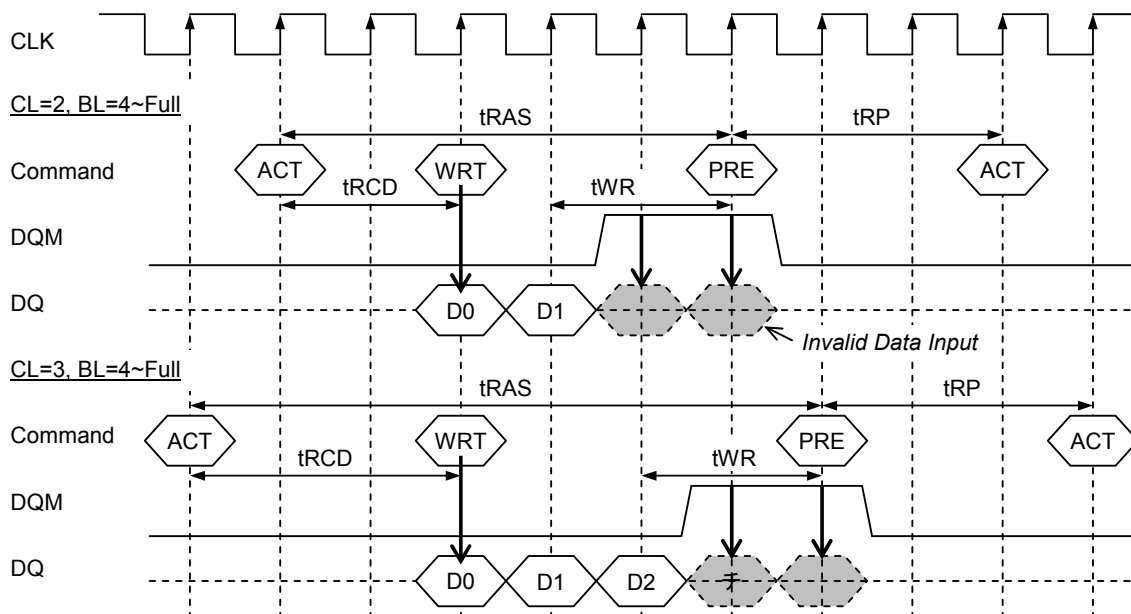 CLK
CL=2, BL=4~Full
tRAS tRP
Command ACT WRT PRE ACT
tRCD tWR
DQM
DQ D0 D1
Invalid Data Input
CL=3, BL=4~Full
tRAS tRP
Command ACT WRT PRE ACT
tRCD tWR
DQM
DQ D0 D1 D2 チ